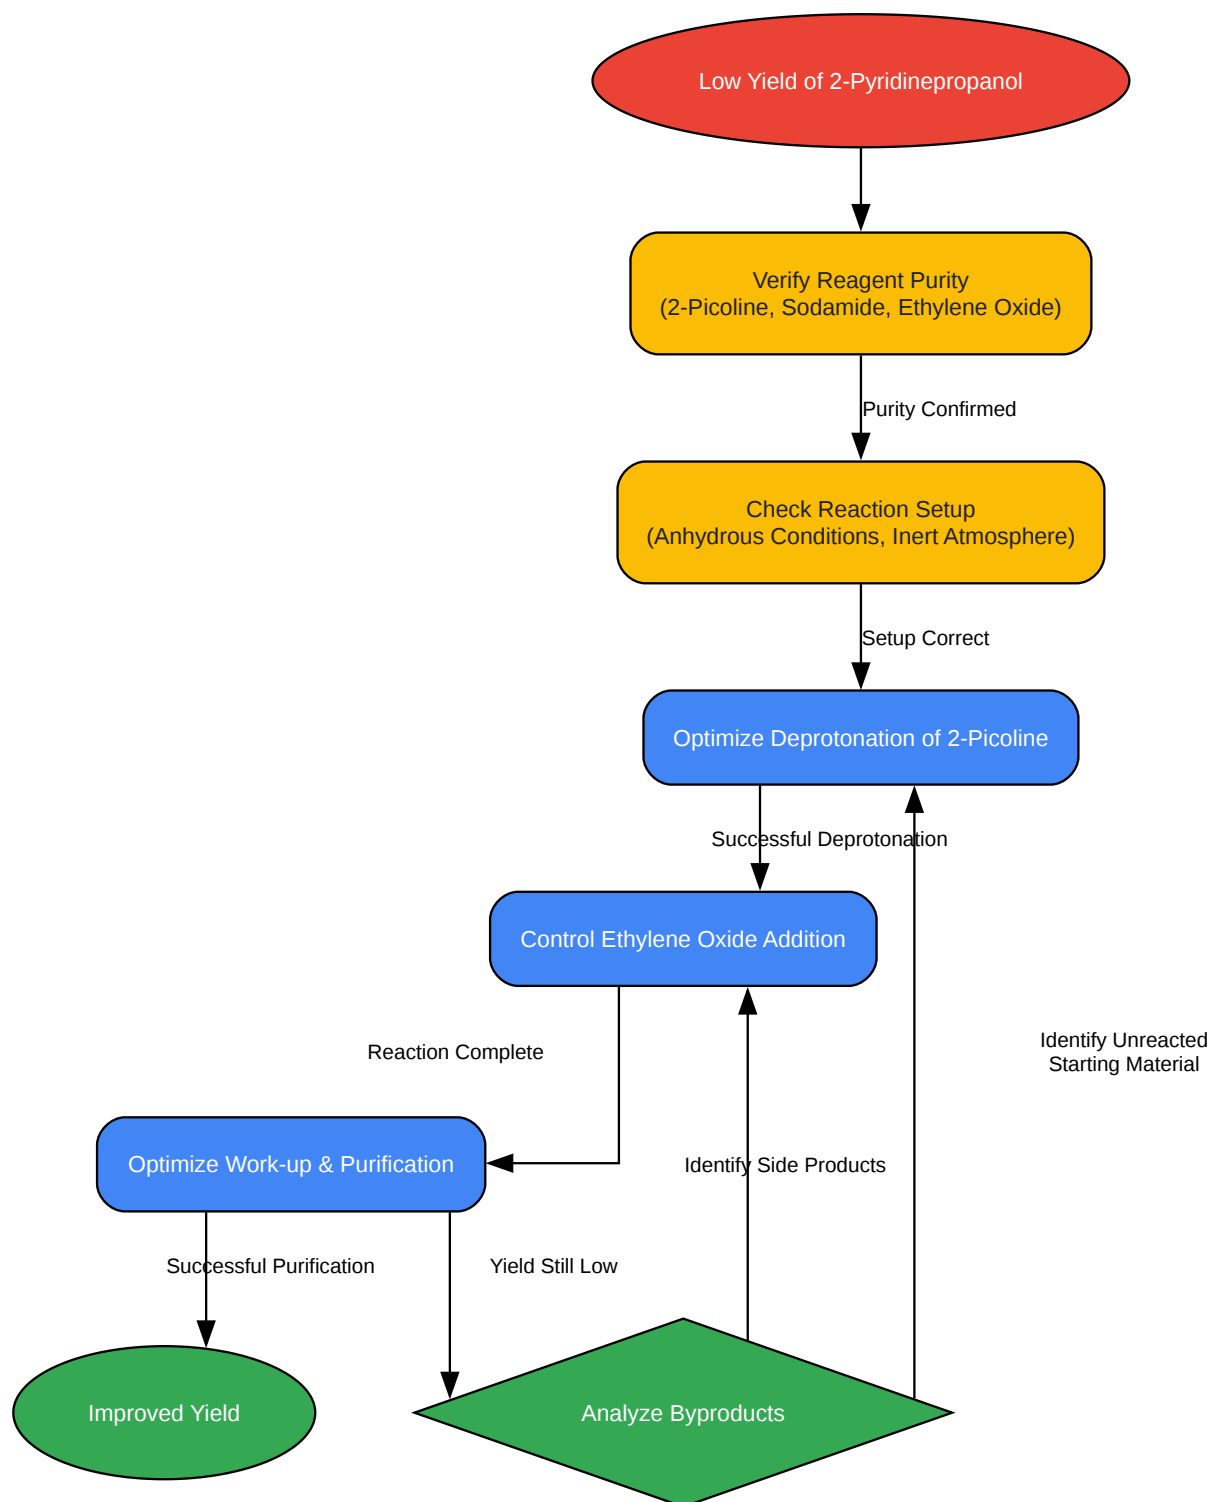 Low Yield of 2-Pyridinepropanol
Verify Reagent Purity
(2-Picoline, Sodamide, Ethylene Oxide)
Purity Confirmed
Check Reaction Setup
(Anhydrous Conditions, Inert Atmosphere)
Setup Correct
Optimize Deprotonation of 2-Picoline
Successful Deprotonation
Control Ethylene Oxide Addition
Reaction Complete
Identify Unreacted
Starting Material
Optimize Work-up & Purification
Identify Side Products
Successful Purification
Yield Still Low
Improved Yield
Analyze Byproducts